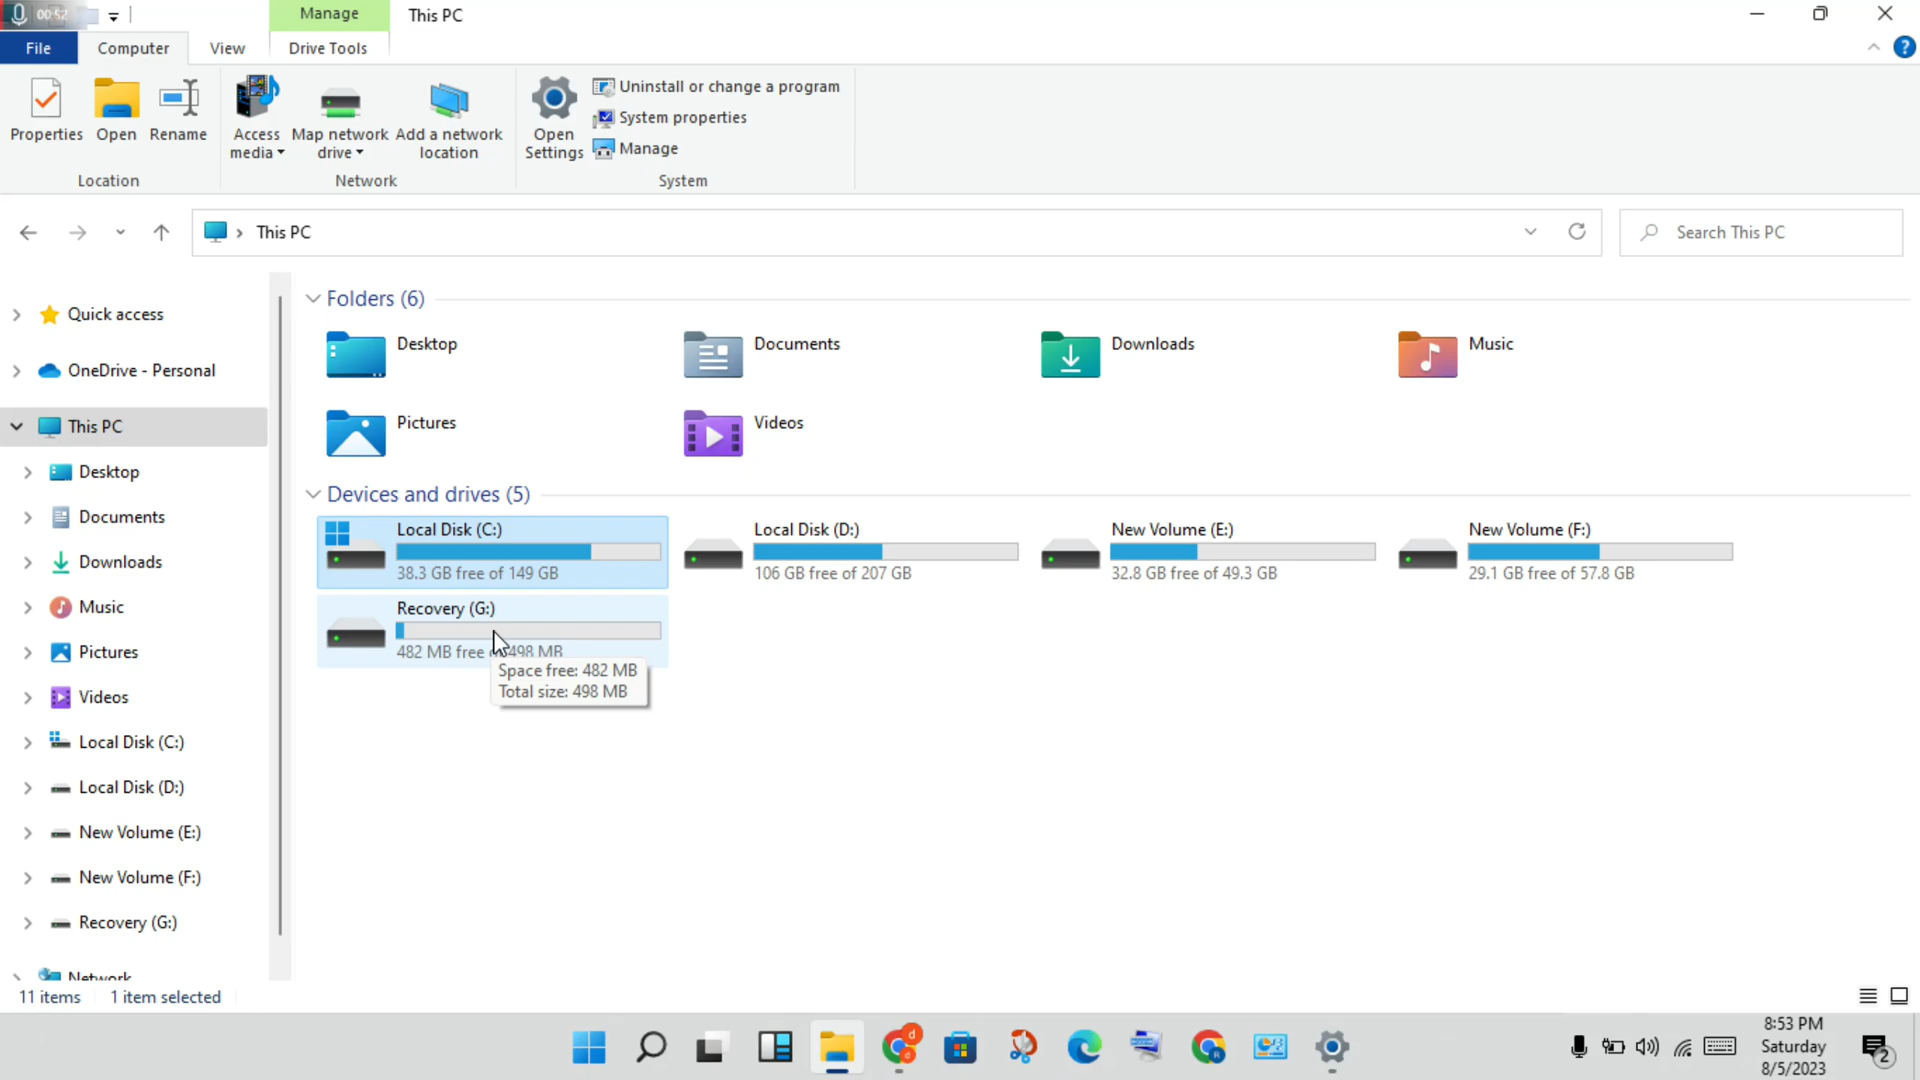 00:52
Manage
This PC
File
Computer
View
Drive Tools
?
Properties
Open
Rename
Access
media
Map network
drive
Add a network
location
Open
Settings
Uninstall or change a program
System properties
Manage
Location
Network
System
This PC
Search This PC
Quick access
OneDrive - Personal
This PC
Desktop
Documents
Downloads
Music
Pictures
Videos
Local Disk (C:)
Local Disk (D:)
New Volume (E:)
New Volume (F:)
Recovery (G:)
Network
Folders (6)
Desktop
Documents
Downloads
Music
Pictures
Videos
Devices and drives (5)
Local Disk (C:)
38.3 GB free of 149 GB
Local Disk (D:)
106 GB free of 207 GB
New Volume (E:)
32.8 GB free of 49.3 GB
New Volume (F:)
29.1 GB free of 57.8 GB
Recovery (G:)
482 MB free of 498 MB
Space free: 482 MB
Total size: 498 MB
11 items
1 item selected
d
R
8:53 PM
Saturday
8/5/2023
2